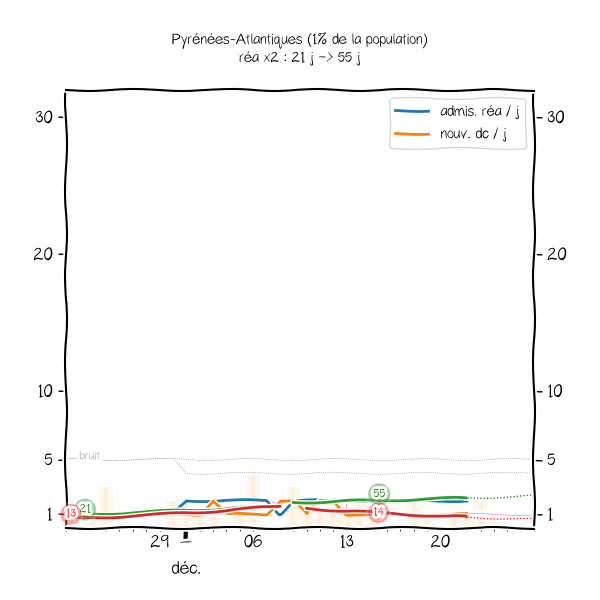 Pyrénées-Atlantiques (1% de la population)
réa x2 : 21 j -> 55 j
admis. réa / j
nouv. dc / j
30 30
20 20
10 10
5 bruit 5
55
13 21 14
1 1
29 06 13 20
déc.